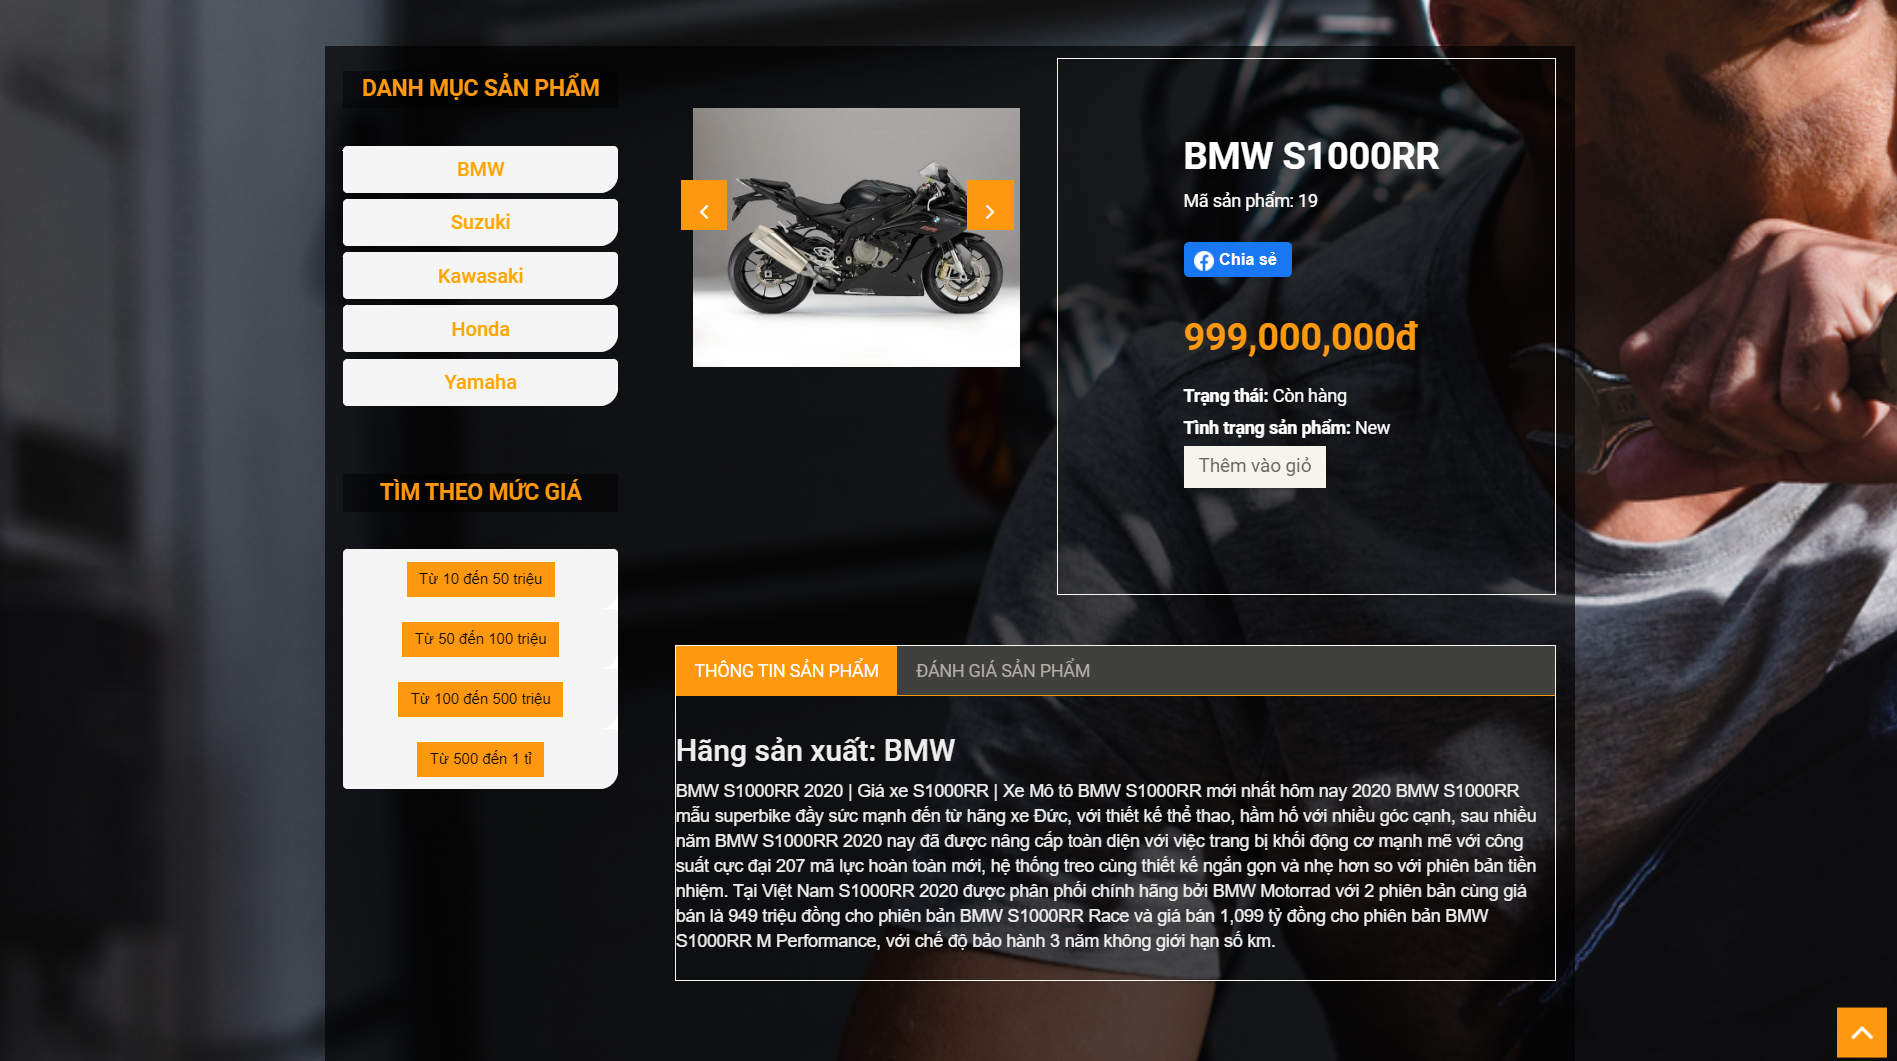 DANH MỤC SẢN PHẨM
BMW
Suzuki
Kawasaki
Honda
Yamaha
TÌM THEO MỨC GIÁ
Từ 10 đến 50 triệu
Từ 50 đến 100 triệu
Từ 100 đến 500 triệu
Từ 500 đến 1 tỉ
BMW S1000RR
Mã sản phẩm: 19
Chia sẻ
999,000,000đ
Trạng thái: Còn hàng
Tình trạng sản phẩm: New
Thêm vào giỏ
THÔNG TIN SẢN PHẨM
ĐÁNH GIÁ SẢN PHẨM
Hãng sản xuất: BMW
BMW S1000RR 2020 | Giá xe S1000RR | Xe Mô tô BMW S1000RR mới nhất hôm nay 2020 BMW S1000RR
mẫu superbike đầy sức mạnh đến từ hãng xe Đức, với thiết kế thể thao, hầm hố với nhiều góc cạnh, sau nhiều
năm BMW S1000RR 2020 nay đã được nâng cấp toàn diện với việc trang bị khối động cơ mạnh mẽ với công
suất cực đại 207 mã lực hoàn toàn mới, hệ thống treo cùng thiết kế ngắn gọn và nhẹ hơn so với phiên bản tiền
nhiệm. Tại Việt Nam S1000RR 2020 được phân phối chính hãng bởi BMW Motorrad với 2 phiên bản cùng giá
bán là 949 triệu đồng cho phiên bản BMW S1000RR Race và giá bán 1,099 tỷ đồng cho phiên bản BMW
S1000RR M Performance, với chế độ bảo hành 3 năm không giới hạn số km.